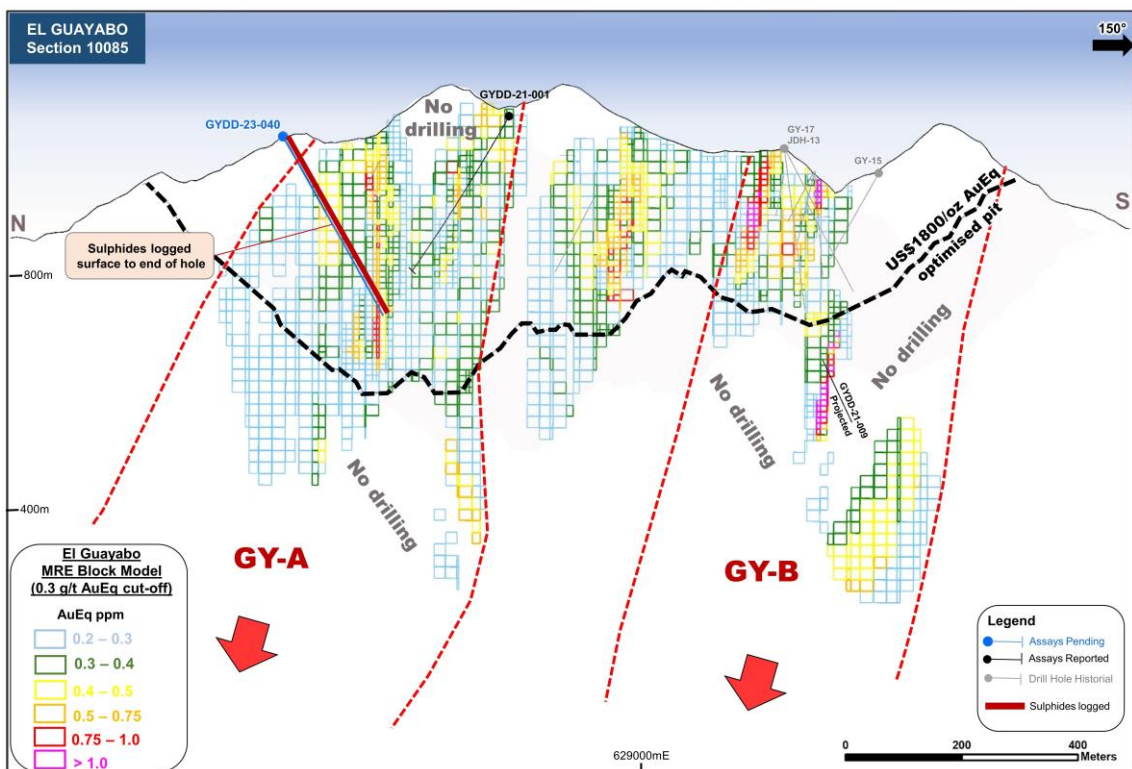 EL GUAYABO
Section 10085
150°
GYDD-21-001
No
drilling
GYDD-23-040
GY-17
JDH-13
GY-15
N
S
US$1800/oz AuEq
optimised pit
Sulphides logged
surface to end of hole
800m
No drilling
GYDD-21-009
Projected
No drilling
No drilling
400m
GY-A
GY-B
El Guayabo
MRE Block Model
(0.3 g/t AuEq cut-off)
AuEq ppm
0.2 – 0.3
0.3 – 0.4
0.4 – 0.5
0.5 – 0.75
0.75 – 1.0
> 1.0
Legend
Assays Pending
Assays Reported
Drill Hole Historial
Sulphides logged
629000mE
0 200 400
Meters